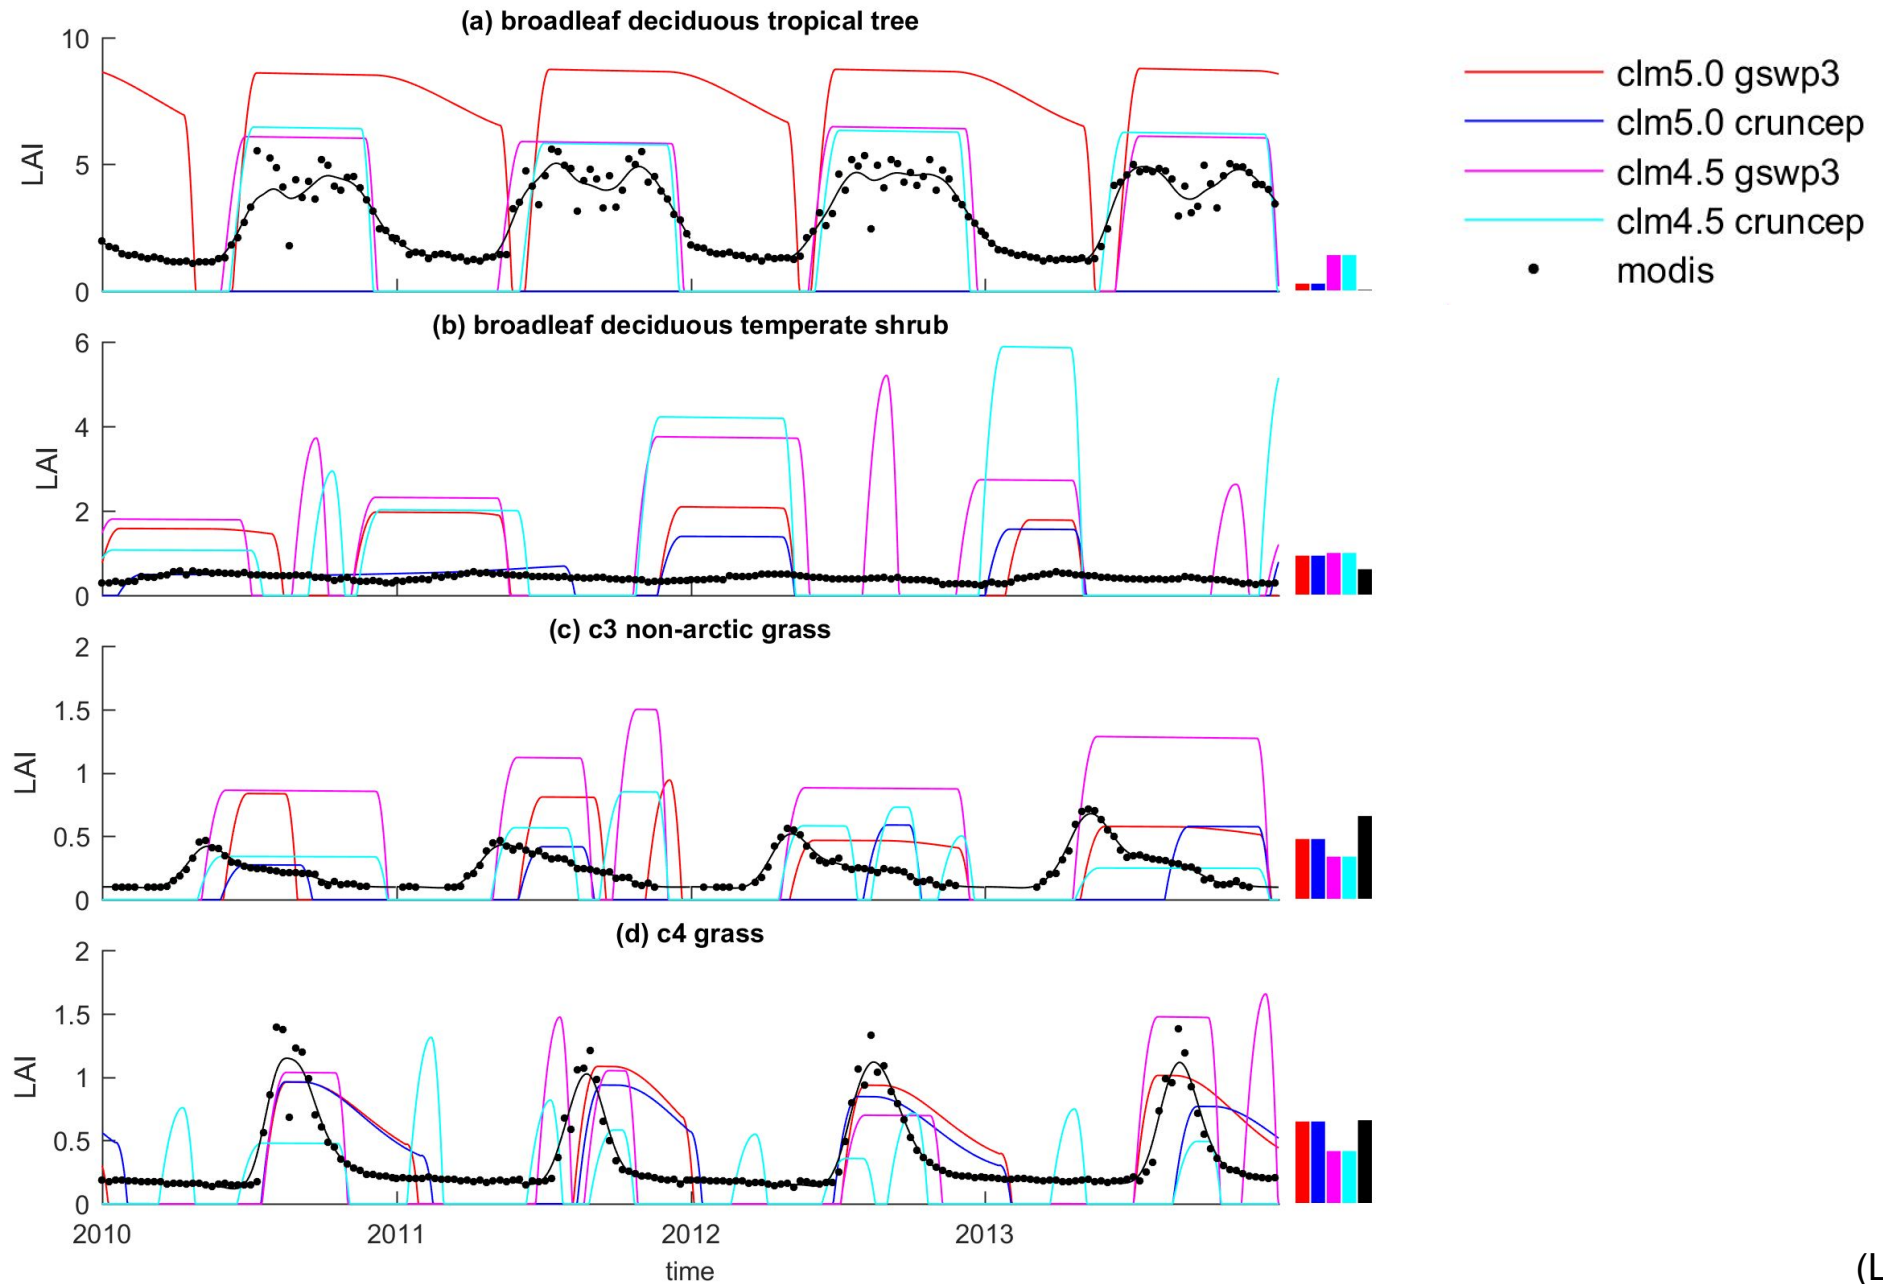 (a) broadleaf deciduous tropical tree
10
5
0
LAI
clm5.0 gswp3
clm5.0 cruncep
clm4.5 gswp3
clm4.5 cruncep
modis
(b) broadleaf deciduous temperate shrub
6
4
2
0
LAI
(c) c3 non-arctic grass
2
1.5
1
0.5
0
LAI
(d) c4 grass
2
1.5
1
0.5
0
LAI
2010 2011 2012 2013
time
(L